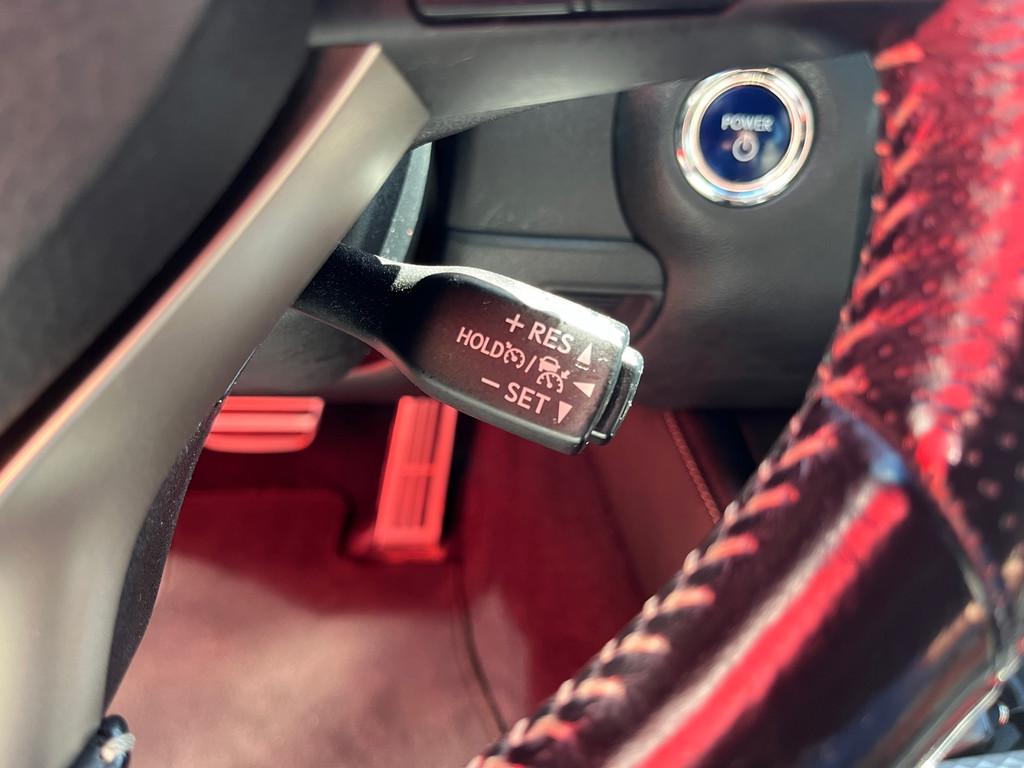 POWER
+ RES
HOLD /
- SET